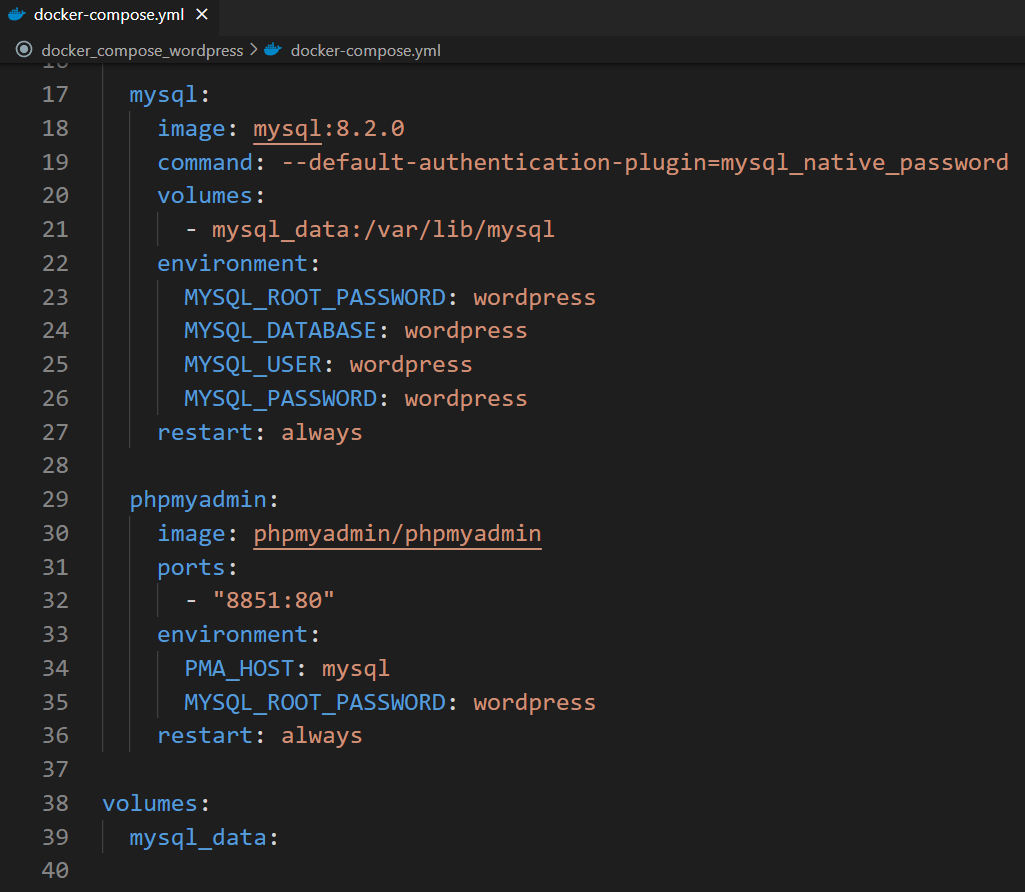 docker-compose.yml
docker_compose_wordpress > docker-compose.yml
16
17 mysql:
18 image: mysql:8.2.0
19 command: --default-authentication-plugin=mysql_native_password
20 volumes:
21 - mysql_data:/var/lib/mysql
22 environment:
23 MYSQL_ROOT_PASSWORD: wordpress
24 MYSQL_DATABASE: wordpress
25 MYSQL_USER: wordpress
26 MYSQL_PASSWORD: wordpress
27 restart: always
28
29 phpmyadmin:
30 image: phpmyadmin/phpmyadmin
31 ports:
32 - "8851:80"
33 environment:
34 PMA_HOST: mysql
35 MYSQL_ROOT_PASSWORD: wordpress
36 restart: always
37
38 volumes:
39 mysql_data:
40